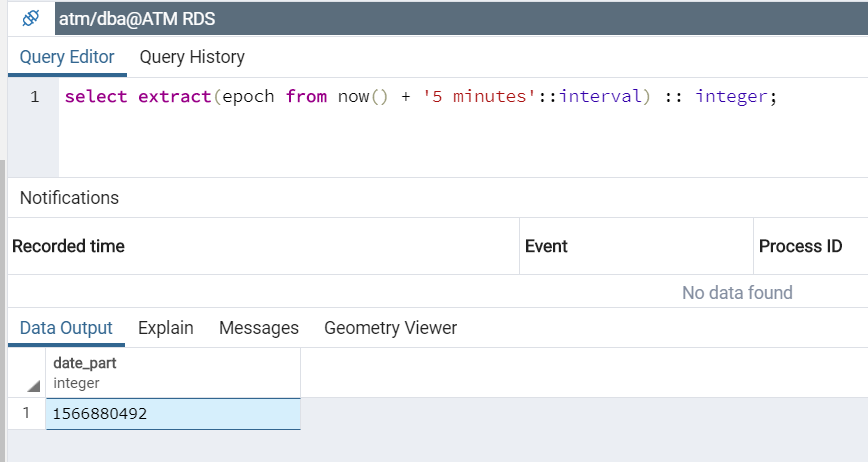 atm/dba@ATM RDS
Query Editor Query History
1 select extract(epoch from now() + '5 minutes'::interval) :: integer;
Notifications
Recorded time Event Process ID
No data found
Data Output Explain Messages Geometry Viewer
date_part
integer
1 1566880492